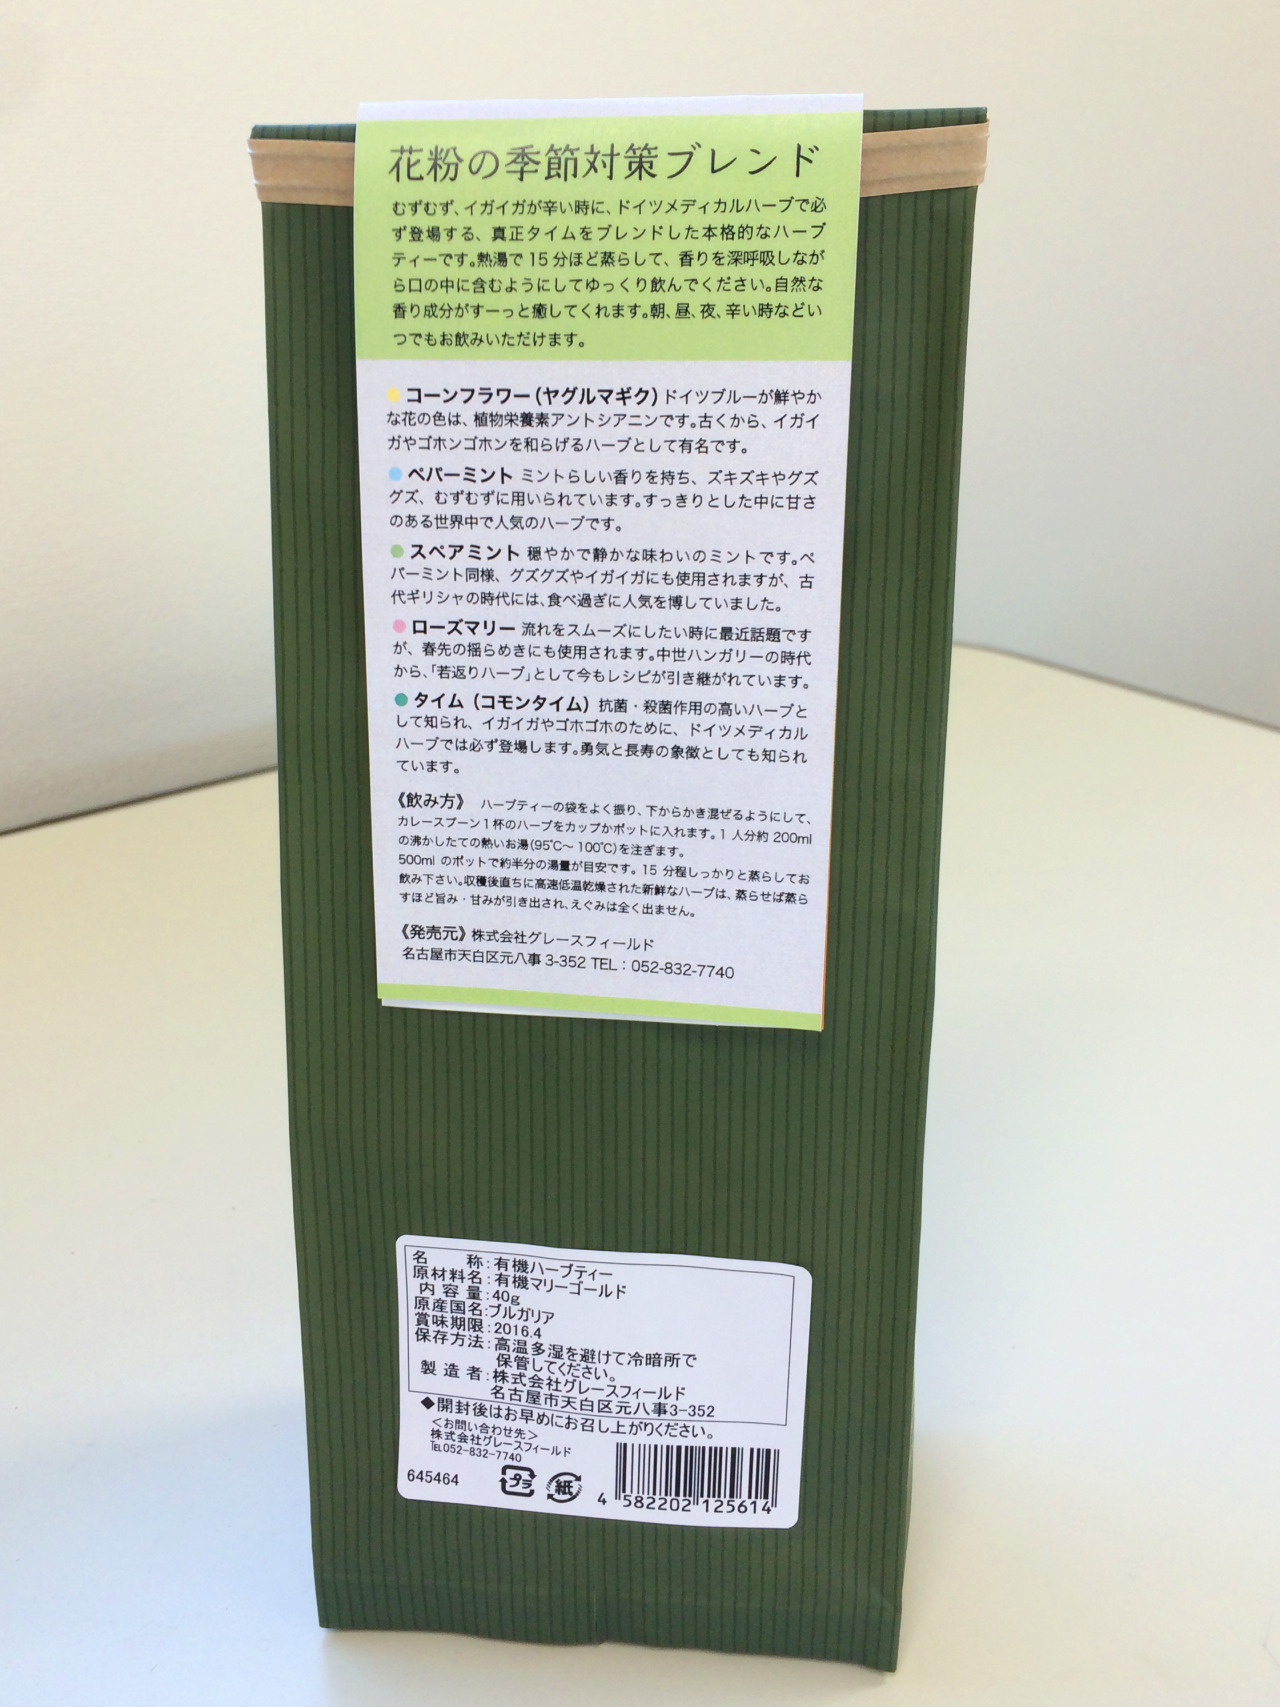 花粉の季節対策ブレンド
むずむず、イガイガが辛い時に、ドイツメディカルハーブで必
ず登場する、真正タイムをブレンドした本格的なハーブ
ティーです。熱湯で 15 分ほど蒸らして、香りを深呼吸しなが
ら口の中に含むようにしてゆっくり飲んでください。自然な
香り成分がすーっと癒してくれます。朝、昼、夜、辛い時などい
つでもお飲みいただけます。
コーンフラワー(ヤグルマギク) ドイツブルーが鮮やか
な花の色は、植物栄養素アントシアニンです。古くから、イガイ
ガやゴホンゴホンを和らげるハーブとして有名です。
ペパーミント ミントらしい香りを持ち、ズキズキやグズ
グズ、むずむずに用いられています。すっきりとした中に甘さ
のある世界中で人気のハーブです。
スペアミント 穏やかで静かな味わいのミントです。ペ
パーミント同様、グズグズやイガイガにも使用されますが、古
代ギリシャの時代には、食べ過ぎに人気を博していました。
ローズマリー 流れをスムーズにしたい時に最近話題です
が、春先の揺らめきにも使用されます。中世ハンガリーの時代
から、「若返りハーブ」として今もレシピが引き継がれています。
タイム (コモンタイム) 抗菌・殺菌作用の高いハーブと
して知られ、イガイガやゴホゴホのために、ドイツメディカル
ハーブでは必ず登場します。勇気と長寿の象徴としても知られ
ています。
《飲み方》 ハーブティーの袋をよく振り、下からかき混ぜるようにして、
カレースプーン 1 杯のハーブをカップかポットに入れます。1 人分約 200ml
の沸かしたての熱いお湯(95℃〜 100℃)を注ぎます。
500ml のポットで約半分の湯量が目安です。15 分程しっかりと蒸らしてお
飲み下さい。収穫後直ちに高速低温乾燥された新鮮なハーブは、蒸らせば蒸ら
すほど旨み・甘みが引き出され、えぐみは全く出ません。
《発売元》株式会社グレースフィールド
名古屋市天白区元八事 3-352 TEL : 052-832-7740
名称:有機ハーブティー
原材料名:有機マリーゴールド
内容量:40g
原産国名:ブルガリア
賞味期限:2016.4
保存方法:高温多湿を避けて冷暗所で
保管してください。
製造者:株式会社グレースフィールド
名古屋市天白区元八事3-352
◆開封後はお早めにお召し上がりください。
<お問い合わせ先>
株式会社グレースフィールド
℡052-832-7740
645464 プラ 紙
4 582202 125614